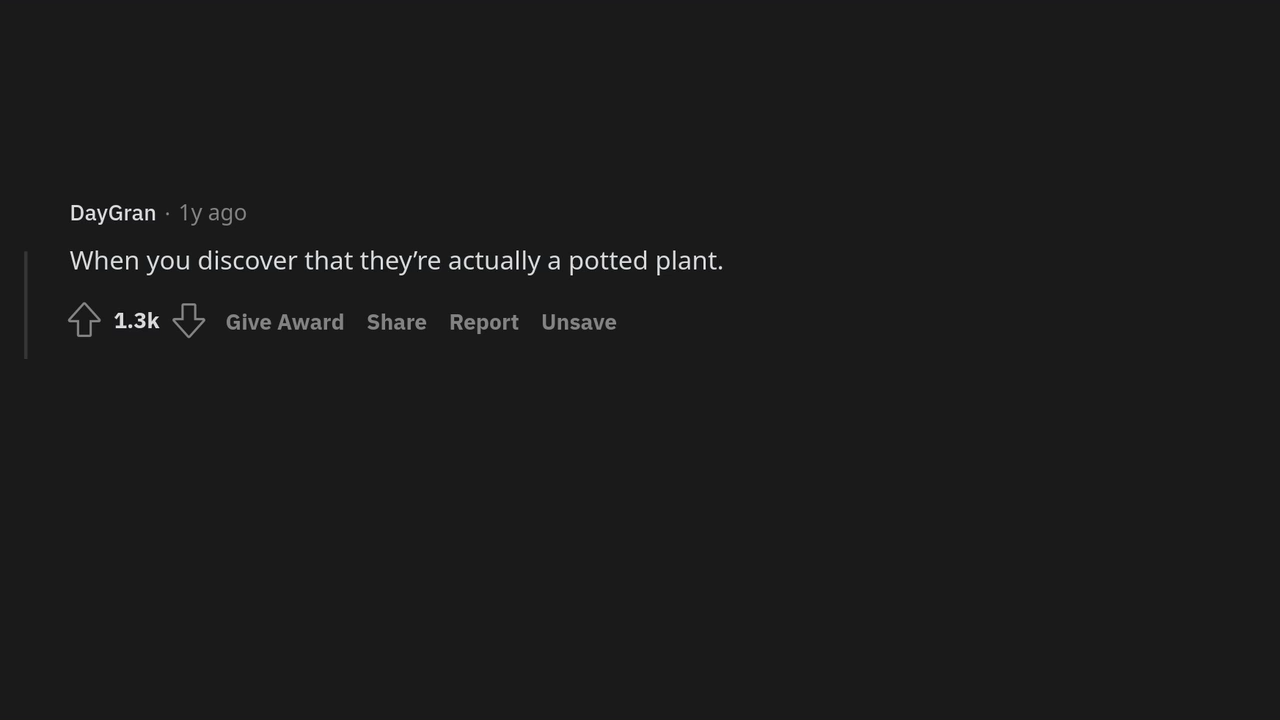 DayGran · 1y ago
When you discover that they’re actually a potted plant.
1.3k Give Award Share Report Unsave